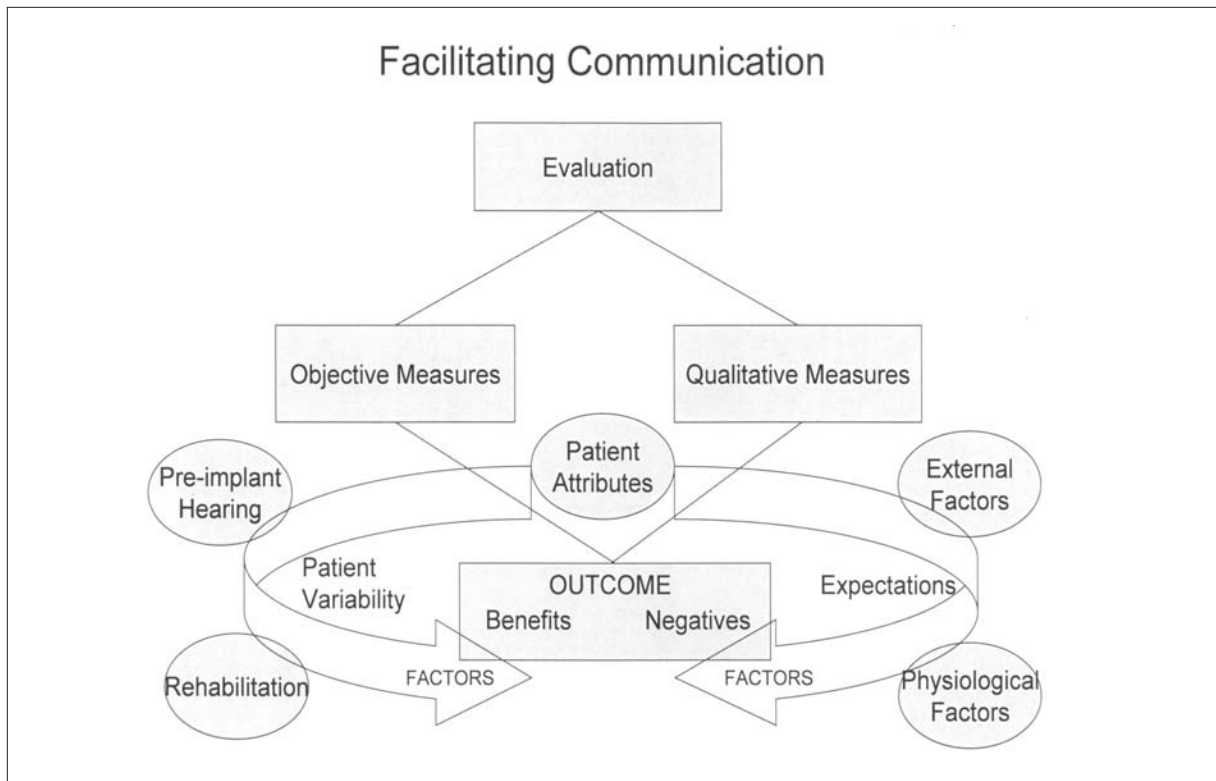 Facilitating Communication
Evaluation
Objective Measures
Qualitative Measures
Patient
Attributes
Pre-implant
Hearing
External
Factors
Patient
Variability
Expectations
OUTCOME
Benefits Negatives
Rehabilitation
FACTORS
FACTORS
Physiological
Factors